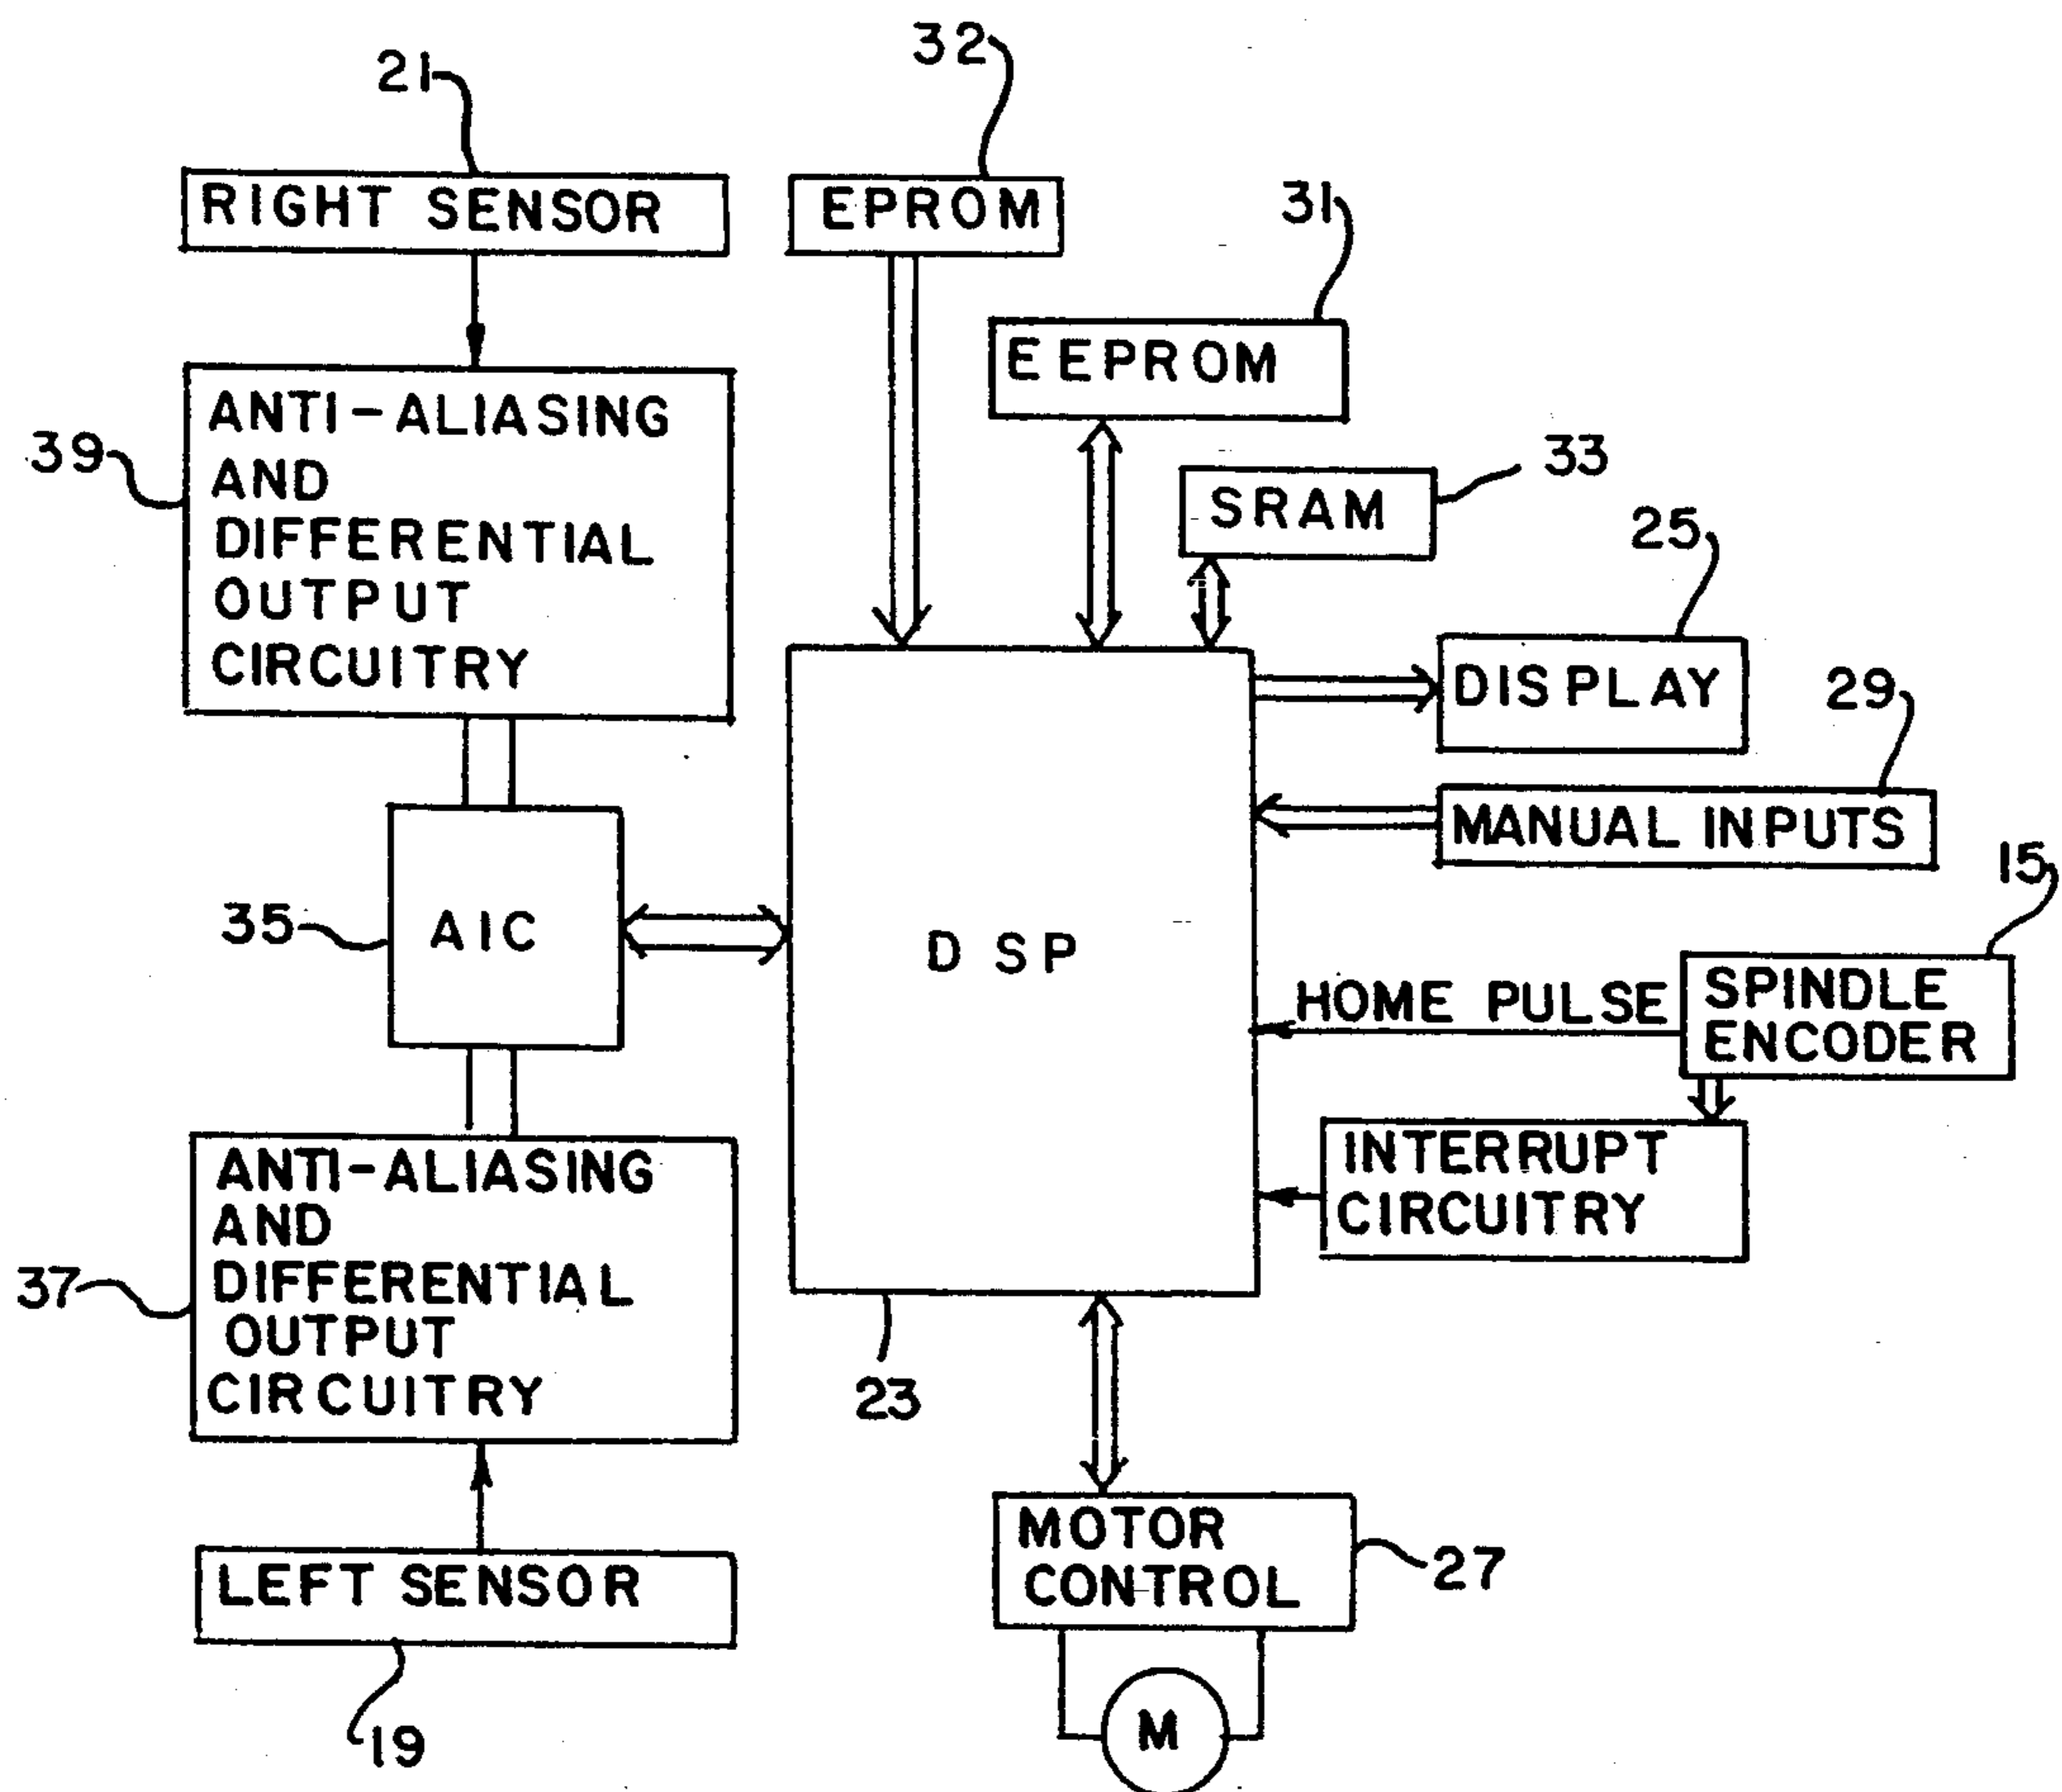 21
32
RIGHT SENSOR
EPROM
31
EEPROM
39
ANTI-ALIASING
AND
DIFFERENTIAL
OUTPUT
CIRCUITRY
33
SRAM
25
DISPLAY
29
MANUAL INPUTS
15
35
AIC
DSP
HOME PULSE
SPINDLE
ENCODER
INTERRUPT
CIRCUITRY
37
ANTI-ALIASING
AND
DIFFERENTIAL
OUTPUT
CIRCUITRY
23
MOTOR
CONTROL
27
LEFT SENSOR
19
M